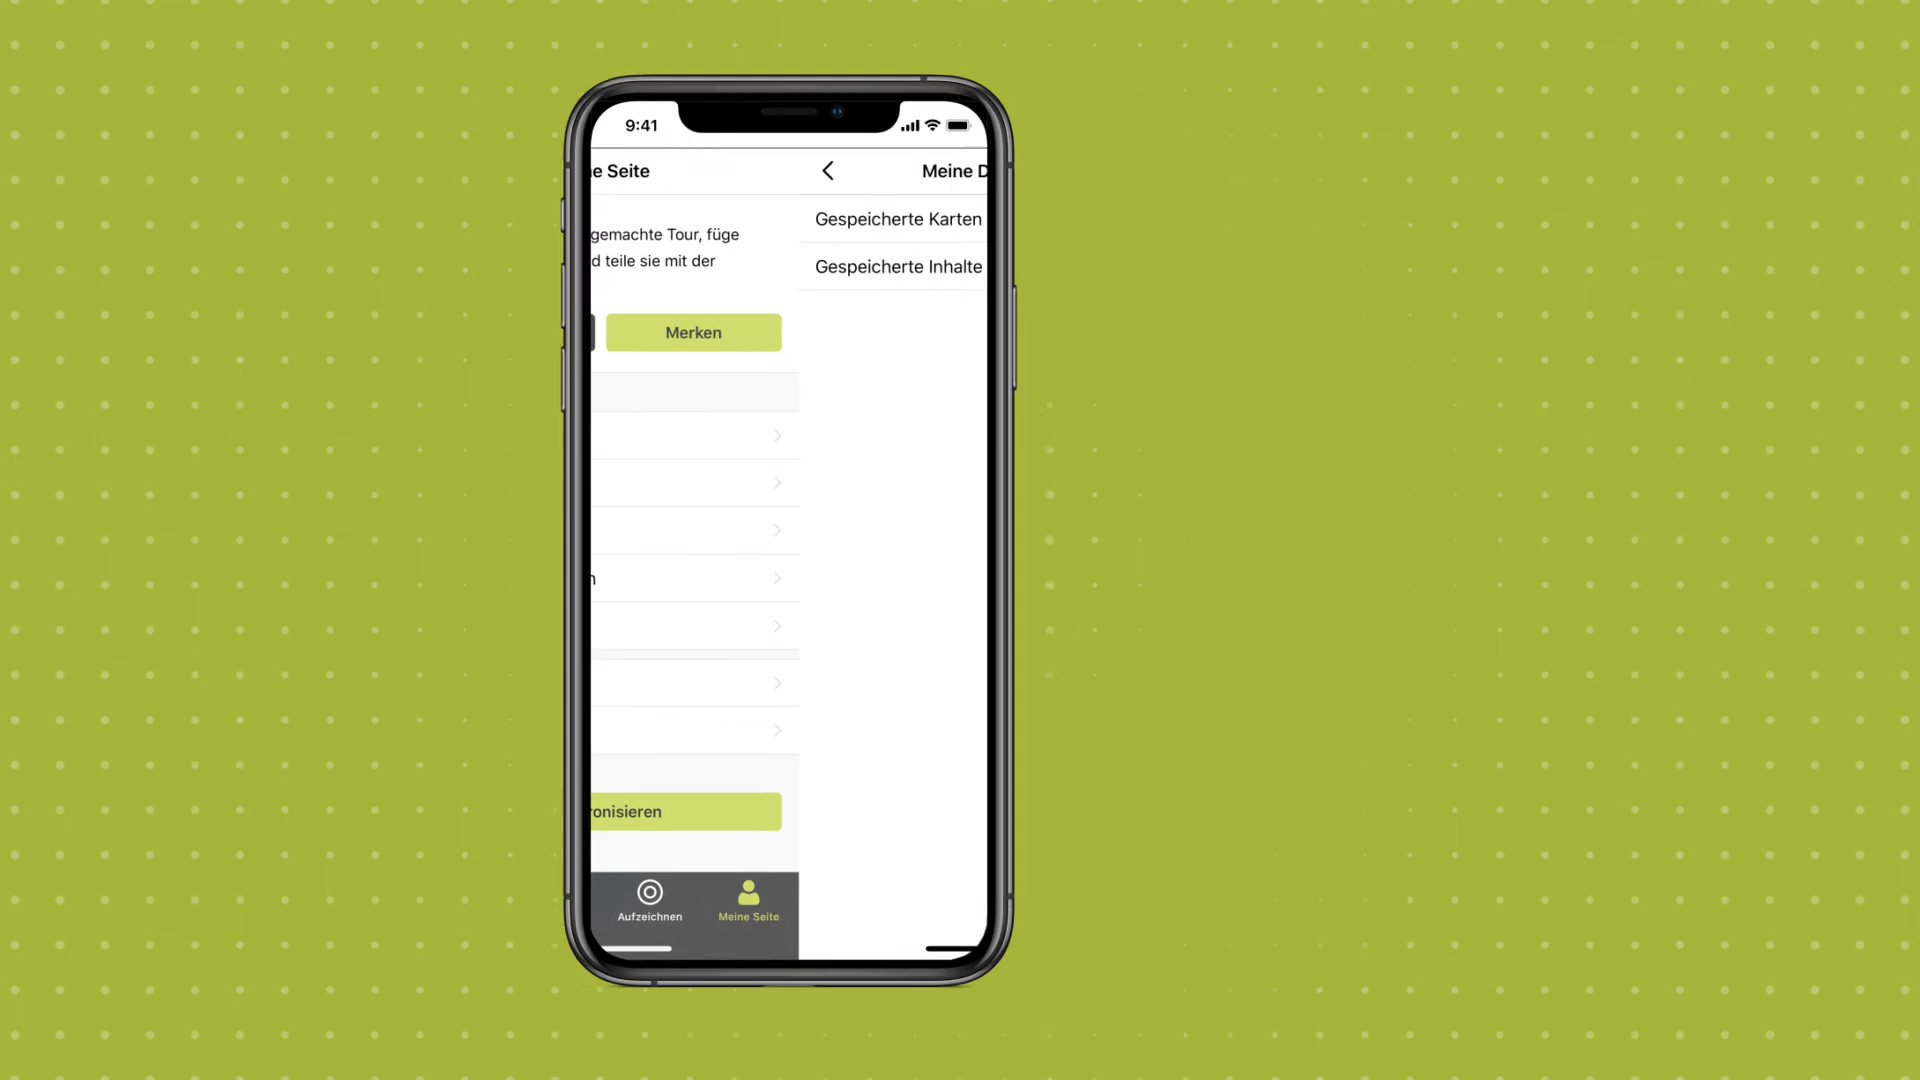 9:41
e Seite
gemachte Tour, füge
d teile sie mit der
Merken
n
ronisieren
Aufzeichnen
Meine Seite
Meine D
Gespeicherte Karten
Gespeicherte Inhalte